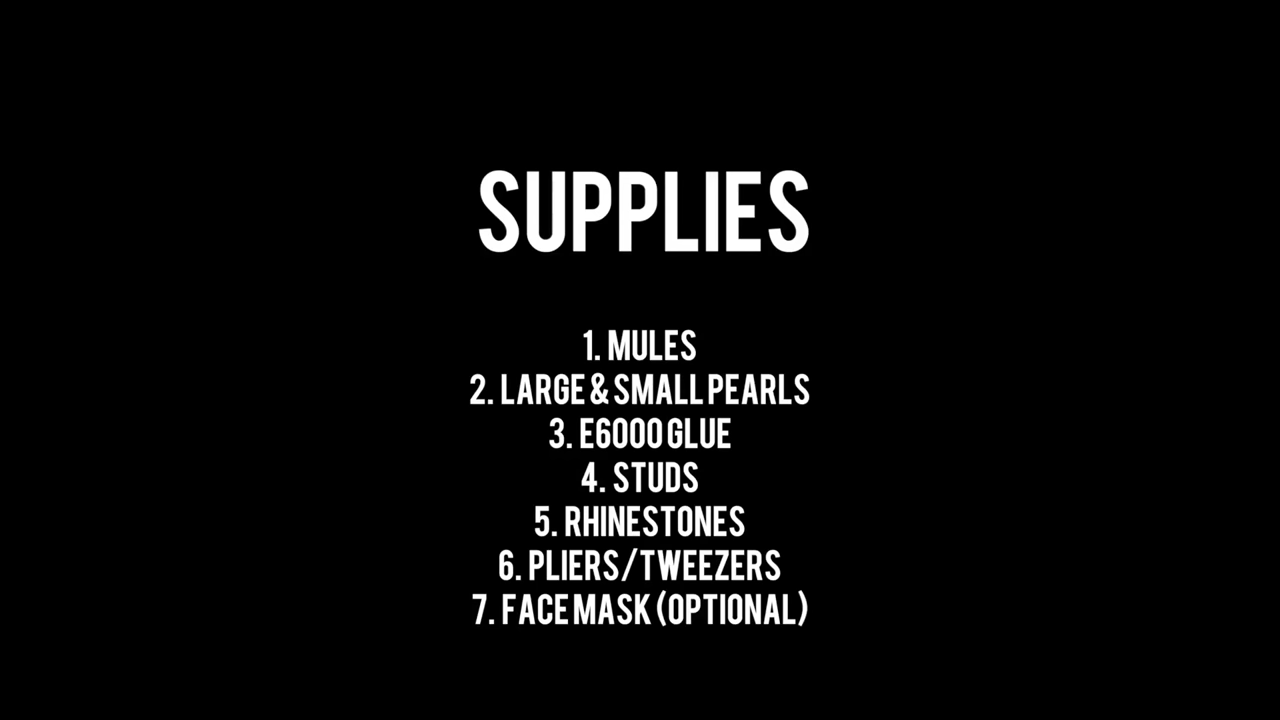 SUPPLIES
1. MULES
2. LARGE & SMALL PEARLS
3. E6000 GLUE
4. STUDS
5. RHINESTONES
6. PLIERS/TWEEZERS
7. FACE MASK (OPTIONAL)